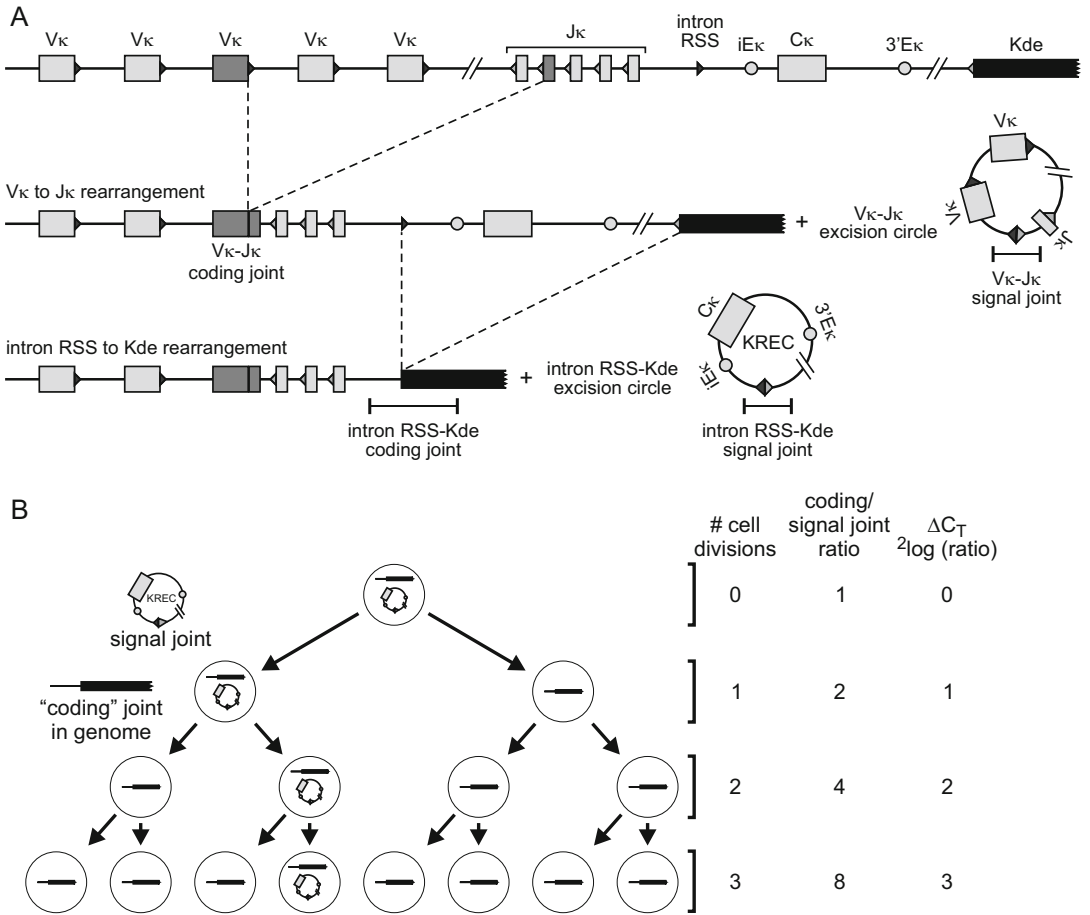 A
Vκ Vκ Vκ Vκ Vκ
Jκ
intron
RSS
iEκ
Cκ
3'Eκ
Kde
Vκ to Jκ rearrangement
Vκ-Jκ
coding joint
+
Vκ-Jκ
excision circle
Vκ
Vκ
Jκ
Vκ-Jκ
signal joint
intron RSS to Kde rearrangement
intron RSS-Kde
coding joint
+
intron RSS-Kde
excision circle
Cκ
3'Eκ
KREC
iEκ
intron RSS-Kde
signal joint
B
KREC
signal joint
“coding” joint
in genome
# cell
divisions
coding/
signal joint
ratio
ΔCT
2log (ratio)
0 1 0
1 2 1
2 4 2
3 8 3